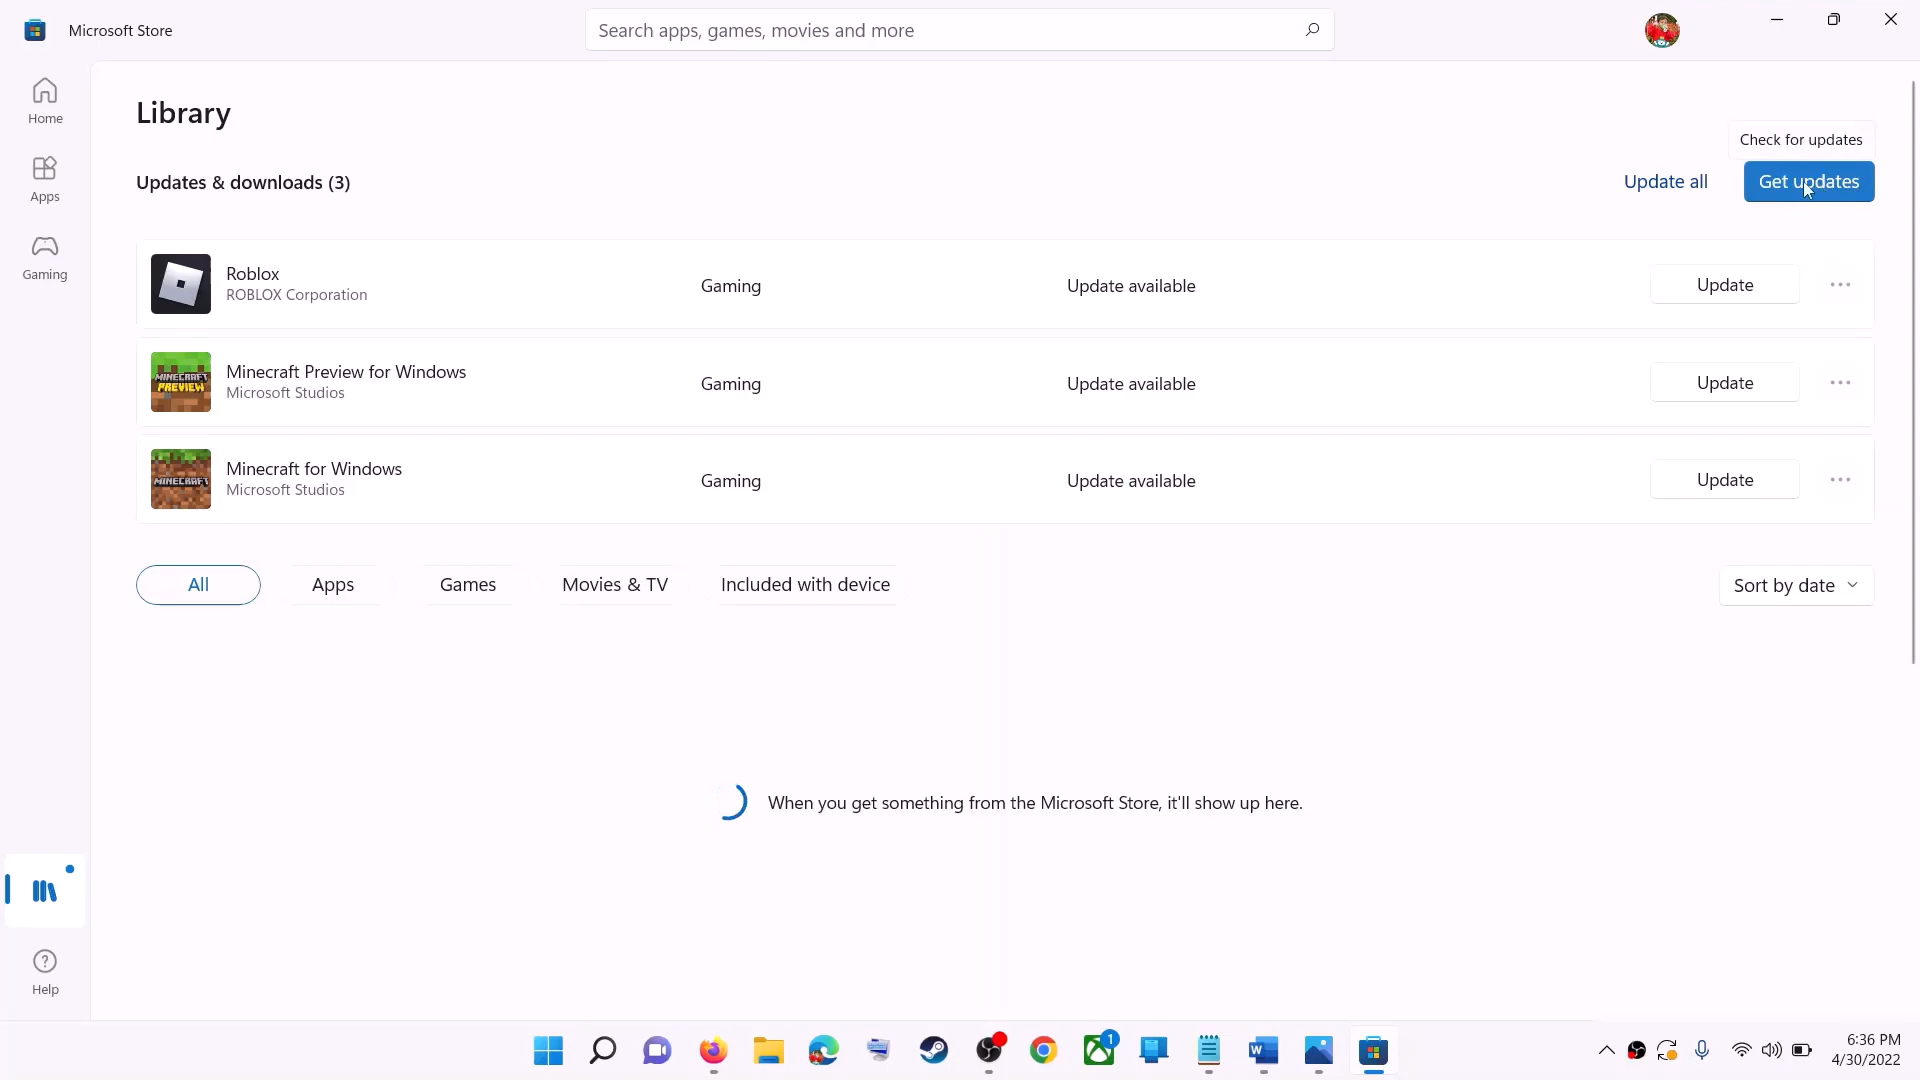 Microsoft Store
Search apps, games, movies and more
Home
Apps
Gaming
Library
Check for updates
Updates & downloads (3)
Update all
Get updates
Roblox
ROBLOX Corporation
Gaming
Update available
Update
Minecraft Preview for Windows
Microsoft Studios
Gaming
Update available
Update
MINECRAFT
PREVIEW
Minecraft for Windows
Microsoft Studios
Gaming
Update available
Update
MINECRAFT
All
Apps
Games
Movies & TV
Included with device
Sort by date
When you get something from the Microsoft Store, it'll show up here.
Help
1
W
6:36 PM
4/30/2022